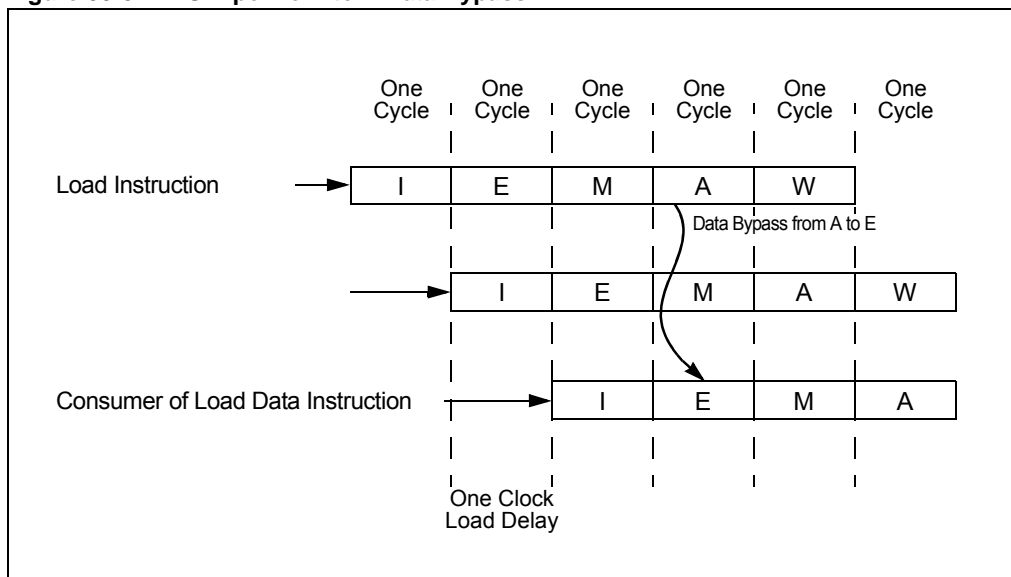 One One One One One One
Cycle Cycle Cycle Cycle Cycle Cycle
Load Instruction I E M A W
Data Bypass from A to E
I E M A W
Consumer of Load Data Instruction I E M A
One Clock
Load Delay